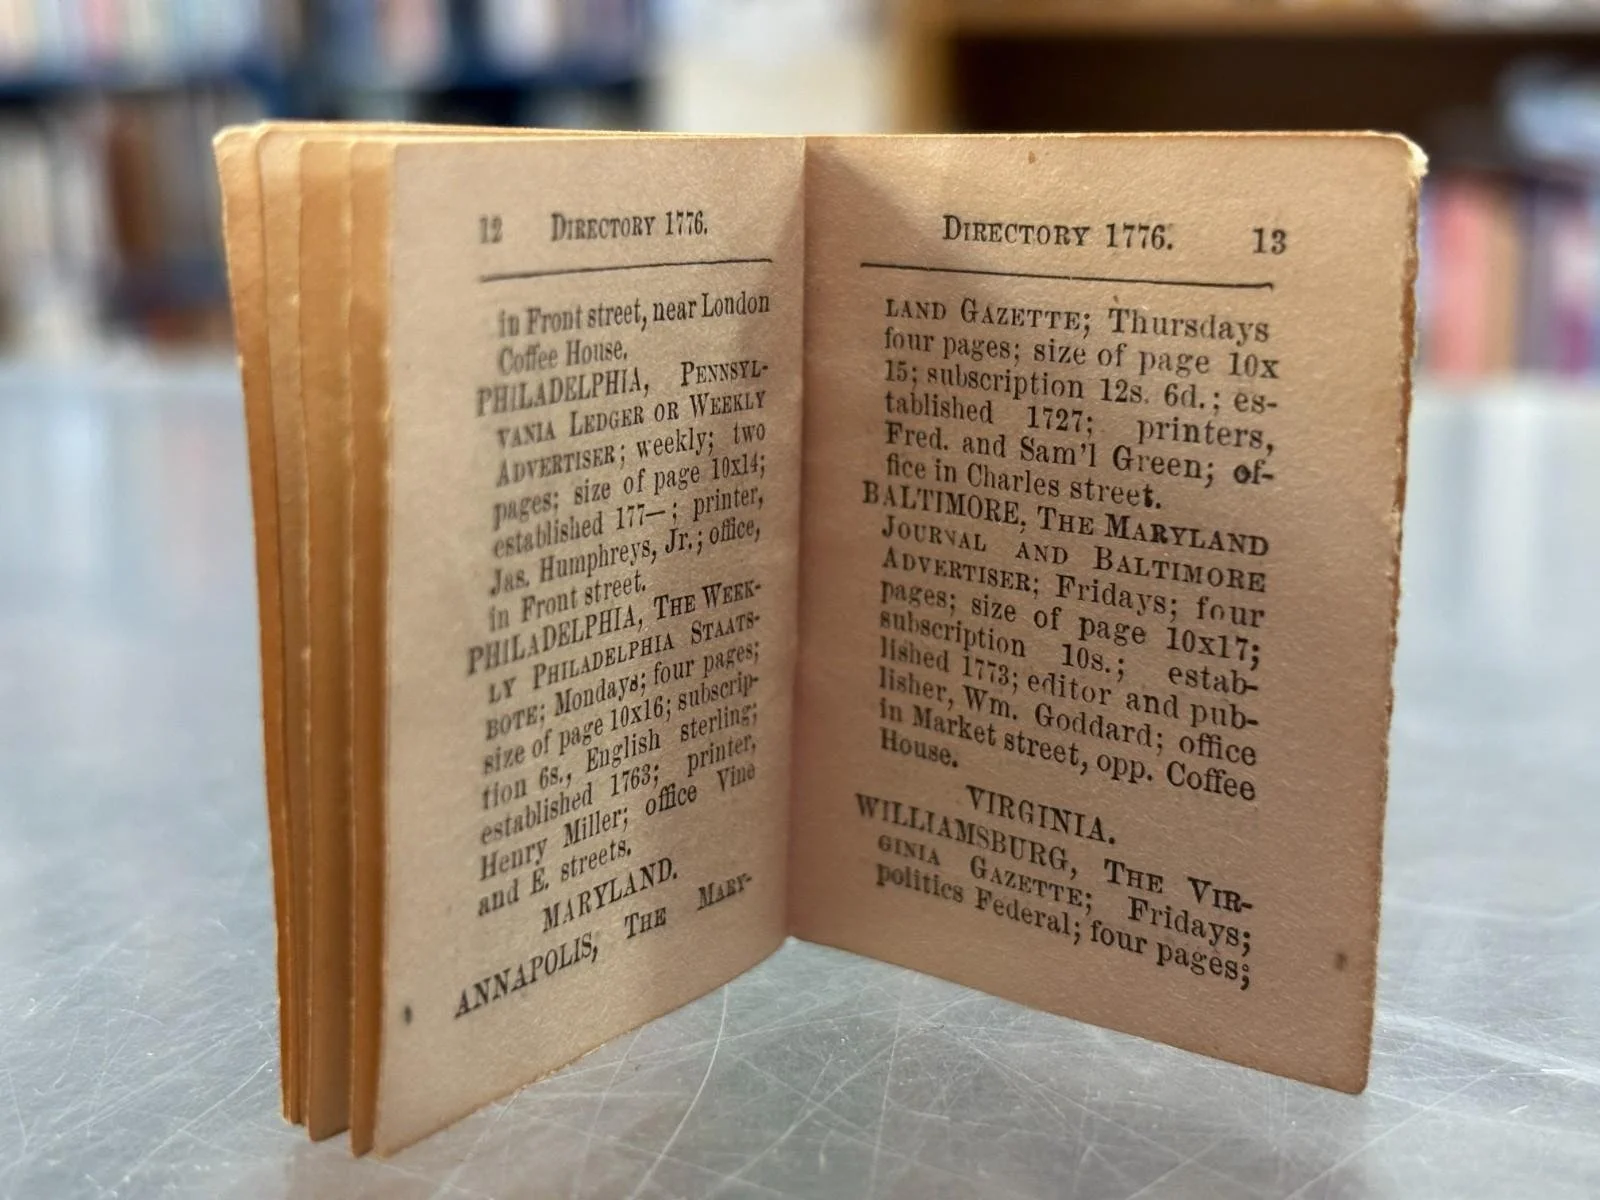 12 DIRECTORY 1776.
in Front street, near London
Coffee House.
PHILADELPHIA, PENNSYL-
VANIA LEDGER OR WEEKLY
ADVERTISER; weekly; two
pages; size of page 10x14;
established 177—; printer,
Jas. Humphreys, Jr.; office,
in Front street.
PHILADELPHIA, THE WEEK-
LY PHILADELPHIA STAATS-
BOTE; Mondays; four pages;
size of page 10x16; subscrip-
tion 6s., English sterling;
established 1763; printer,
Henry Miller; office Vine
and E. streets.
MARYLAND.
ANNAPOLIS, THE MARY-
DIRECTORY 1776. 13
LAND GAZETTE; Thursdays
four pages; size of page 10x
15; subscription 12s. 6d.; es-
tablished 1727; printers,
Fred. and Sam'l Green; of-
fice in Charles street.
BALTIMORE, THE MARYLAND
JOURNAL AND BALTIMORE
ADVERTISER; Fridays; four
pages; size of page 10x17;
subscription 10s.; estab-
lished 1773; editor and pub-
lisher, Wm. Goddard; office
in Market street, opp. Coffee
House.
VIRGINIA.
WILLIAMSBURG, THE VIR-
GINIA GAZETTE; Fridays;
politics Federal; four pages;